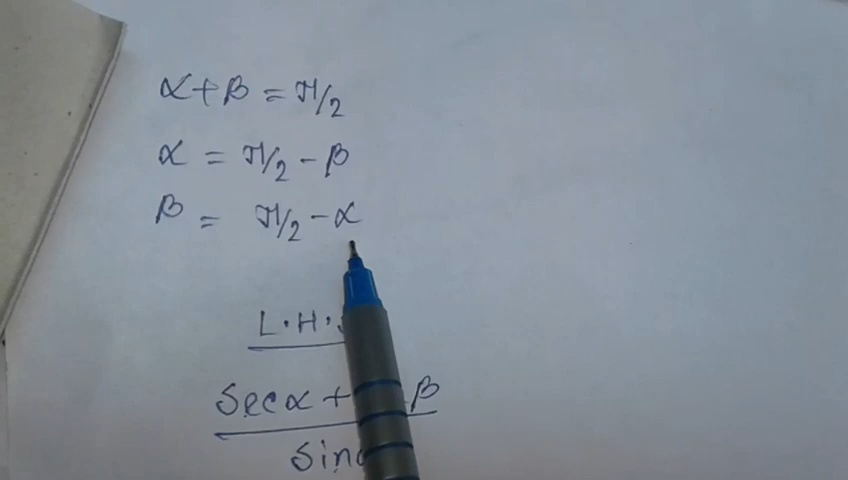 α+β = π/2
α = π/2 - β
β = π/2 - α
L.H.
Secα + β
Sin